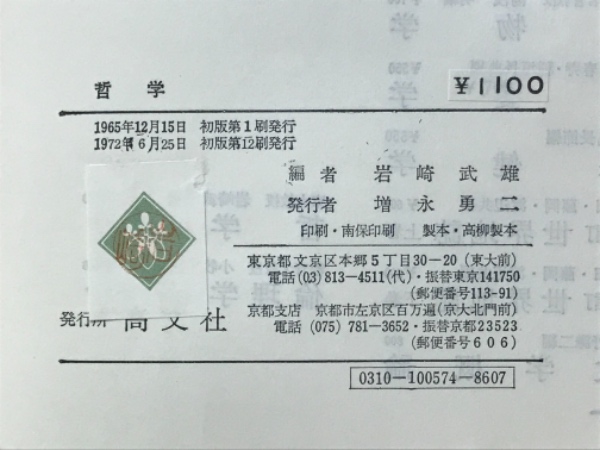 哲学
¥1100
1965年12月15日 初版第1刷発行
1972年6月25日 初版第12刷発行
編者 岩崎武雄
発行者 増永勇二
印刷・南保印刷 製本・高柳製本
東京都文京区本郷5丁目30-20(東大前)
電話(03)813-4511(代)・振替東京141750
(郵便番号113-91)
京都支店 京都市左京区百万遍(京大北門前)
電話(075)781-3652・振替京都23523
(郵便番号606)
発行所 高文社
0310-100574-8607